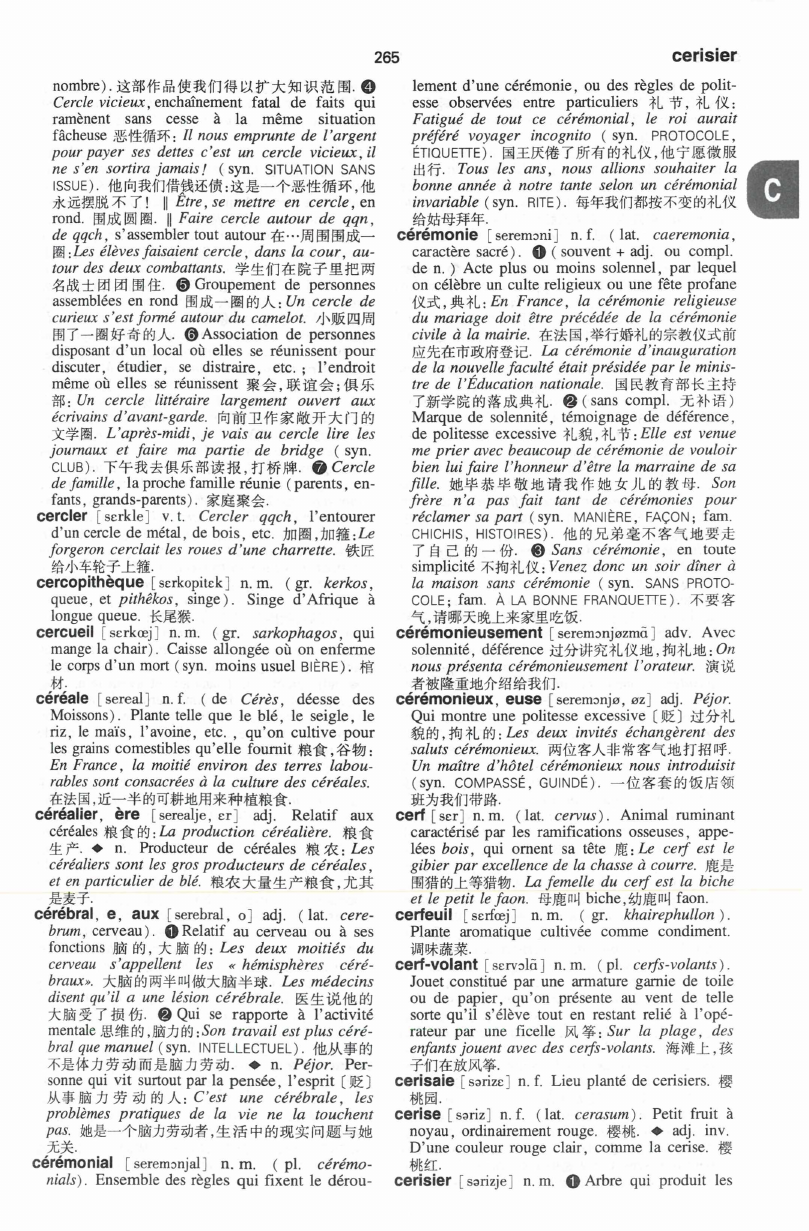 265
cerisier
nombre). 这部作品使我们得以扩大知识范围. ❹
Cercle vicieux, enchaînement fatal de faits qui
ramènent sans cesse à la même situation
fâcheuse 恶性循环: Il nous emprunte de l'argent
pour payer ses dettes c'est un cercle vicieux, il
ne s'en sortira jamais! (syn. SITUATION SANS
ISSUE). 他向我们借钱还债:这是一个恶性循环,他
永远摆脱不了! ‖ Être, se mettre en cercle, en
rond. 围成圆圈. ‖ Faire cercle autour de qqn,
de qqch, s'assembler tout autour 在…周围围成一
圈:Les élèves faisaient cercle, dans la cour, au-
tour des deux combattants. 学生们在院子里把两
名战士团团围住. ❺ Groupement de personnes
assemblées en rond 围成一圈的人: Un cercle de
curieux s'est formé autour du camelot. 小贩四周
围了一圈好奇的人. ❻ Association de personnes
disposant d'un local où elles se réunissent pour
discuter, étudier, se distraire, etc. ; l'endroit
même où elles se réunissent 聚会,联谊会;俱乐
部: Un cercle littéraire largement ouvert aux
écrivains d'avant-garde. 向前卫作家敞开大门的
文学圈. L'après-midi, je vais au cercle lire les
journaux et faire ma partie de bridge ( syn.
CLUB). 下午我去俱乐部读报,打桥牌. ❼ Cercle
de famille, la proche famille réunie (parents, en-
fants, grands-parents). 家庭聚会.
cercler [sɛrkle] v. t. Cercler qqch, l'entourer
d'un cercle de métal, de bois, etc. 加圈,加箍:Le
forgeron cerclait les roues d'une charrette. 铁匠
给小车轮子上箍.
cercopithèque [sɛrkopitɛk] n. m. ( gr. kerkos,
queue, et pithêkos, singe). Singe d'Afrique à
longue queue. 长尾猴.
cercueil [sɛrkœj] n. m. ( gr. sarkophagos, qui
mange la chair). Caisse allongée où on enferme
le corps d'un mort (syn. moins usuel BIÈRE). 棺
材.
céréale [sereal] n. f. ( de Cérès, déesse des
Moissons). Plante telle que le blé, le seigle, le
riz, le maïs, l'avoine, etc. , qu'on cultive pour
les grains comestibles qu'elle fournit 粮食,谷物:
En France, la moitié environ des terres labou-
rables sont consacrées à la culture des céréales.
在法国,近一半的可耕地用来种植粮食.
céréalier, ère [serealje, ɛr] adj. Relatif aux
céréales 粮食的:La production céréalière. 粮食
生产. ◆ n. Producteur de céréales 粮农: Les
céréaliers sont les gros producteurs de céréales,
et en particulier de blé. 粮农大量生产粮食,尤其
是麦子.
cérébral, e, aux [serebral, o] adj. (lat. cere-
brum, cerveau). ❶ Relatif au cerveau ou à ses
fonctions 脑的,大脑的: Les deux moitiés du
cerveau s'appellent les « hémisphères céré-
braux». 大脑的两半叫做大脑半球. Les médecins
disent qu'il a une lésion cérébrale. 医生说他的
大脑受了损伤. ❷ Qui se rapporte à l'activité
mentale 思维的,脑力的:Son travail est plus céré-
bral que manuel (syn. INTELLECTUEL). 他从事的
不是体力劳动而是脑力劳动. ◆ n. Péjor. Per-
sonne qui vit surtout par la pensée, l'esprit 〔贬〕
从事脑力劳动的人: C'est une cérébrale, les
problèmes pratiques de la vie ne la touchent
pas. 她是一个脑力劳动者,生活中的现实问题与她
无关.
cérémonial [seremɔnjal] n. m. ( pl. cérémo-
nials). Ensemble des règles qui fixent le dérou-
lement d'une cérémonie, ou des règles de polit-
esse observées entre particuliers 礼节,礼仪:
Fatigué de tout ce cérémonial, le roi aurait
préféré voyager incognito ( syn. PROTOCOLE,
ÉTIQUETTE). 国王厌倦了所有的礼仪,他宁愿微服
出行. Tous les ans, nous allions souhaiter la
bonne année à notre tante selon un cérémonial
invariable (syn. RITE). 每年我们都按不变的礼仪
给姑母拜年.
C
cérémonie [seremɔni] n. f. ( lat. caeremonia,
caractère sacré). ❶ (souvent + adj. ou compl.
de n. ) Acte plus ou moins solennel, par lequel
on célèbre un culte religieux ou une fête profane
仪式,典礼: En France, la cérémonie religieuse
du mariage doit être précédée de la cérémonie
civile à la mairie. 在法国,举行婚礼的宗教仪式前
应先在市政府登记. La cérémonie d'inauguration
de la nouvelle faculté était présidée par le minis-
tre de l'Éducation nationale. 国民教育部长主持
了新学院的落成典礼. ❷ (sans compl. 无补语)
Marque de solennité, témoignage de déférence,
de politesse excessive 礼貌,礼节:Elle est venue
me prier avec beaucoup de cérémonie de vouloir
bien lui faire l'honneur d'être la marraine de sa
fille. 她毕恭毕敬地请我作她女儿的教母. Son
frère n'a pas fait tant de cérémonies pour
réclamer sa part (syn. MANIÈRE, FAÇON; fam.
CHICHIS, HISTOIRES). 他的兄弟毫不客气地要走
了自己的一份. ❸ Sans cérémonie, en toute
simplicité 不拘礼仪:Venez donc un soir dîner à
la maison sans cérémonie ( syn. SANS PROTO-
COLE; fam. À LA BONNE FRANQUETTE). 不要客
气,请哪天晚上来家里吃饭.
cérémonieusement [seremɔnjøzmɑ̃] adv. Avec
solennité, déférence 过分讲究礼仪地,拘礼地:On
nous présenta cérémonieusement l'orateur. 演说
者被隆重地介绍给我们.
cérémonieux, euse [seremɔnjø, øz] adj. Péjor.
Qui montre une politesse excessive 〔贬〕过分礼
貌的,拘礼的:Les deux invités échangèrent des
saluts cérémonieux. 两位客人非常客气地打招呼.
Un maître d'hôtel cérémonieux nous introduisit
(syn. COMPASSÉ, GUINDÉ). 一位客套的饭店领
班为我们带路.
cerf [sɛr] n. m. (lat. cervus). Animal ruminant
caractérisé par les ramifications osseuses, appe-
lées bois, qui ornent sa tête 鹿:Le cerf est le
gibier par excellence de la chasse à courre. 鹿是
围猎的上等猎物. La femelle du cerf est la biche
et le petit le faon. 母鹿叫 biche,幼鹿叫 faon.
cerfeuil [sɛrfœj] n. m. ( gr. khairephullon ).
Plante aromatique cultivée comme condiment.
调味蔬菜.
cerf-volant [sɛrvɔlɑ̃] n. m. (pl. cerfs-volants).
Jouet constitué par une armature garnie de toile
ou de papier, qu'on présente au vent de telle
sorte qu'il s'élève tout en restant relié à l'opé-
rateur par une ficelle 风筝: Sur la plage, des
enfants jouent avec des cerfs-volants. 海滩上,孩
子们在放风筝.
cerisaie [sərizɛ] n. f. Lieu planté de cerisiers. 樱
桃园.
cerise [səriz] n. f. (lat. cerasum). Petit fruit à
noyau, ordinairement rouge. 樱桃. ◆ adj. inv.
D'une couleur rouge clair, comme la cerise. 樱
桃红.
cerisier [sərizje] n. m. ❶ Arbre qui produit les